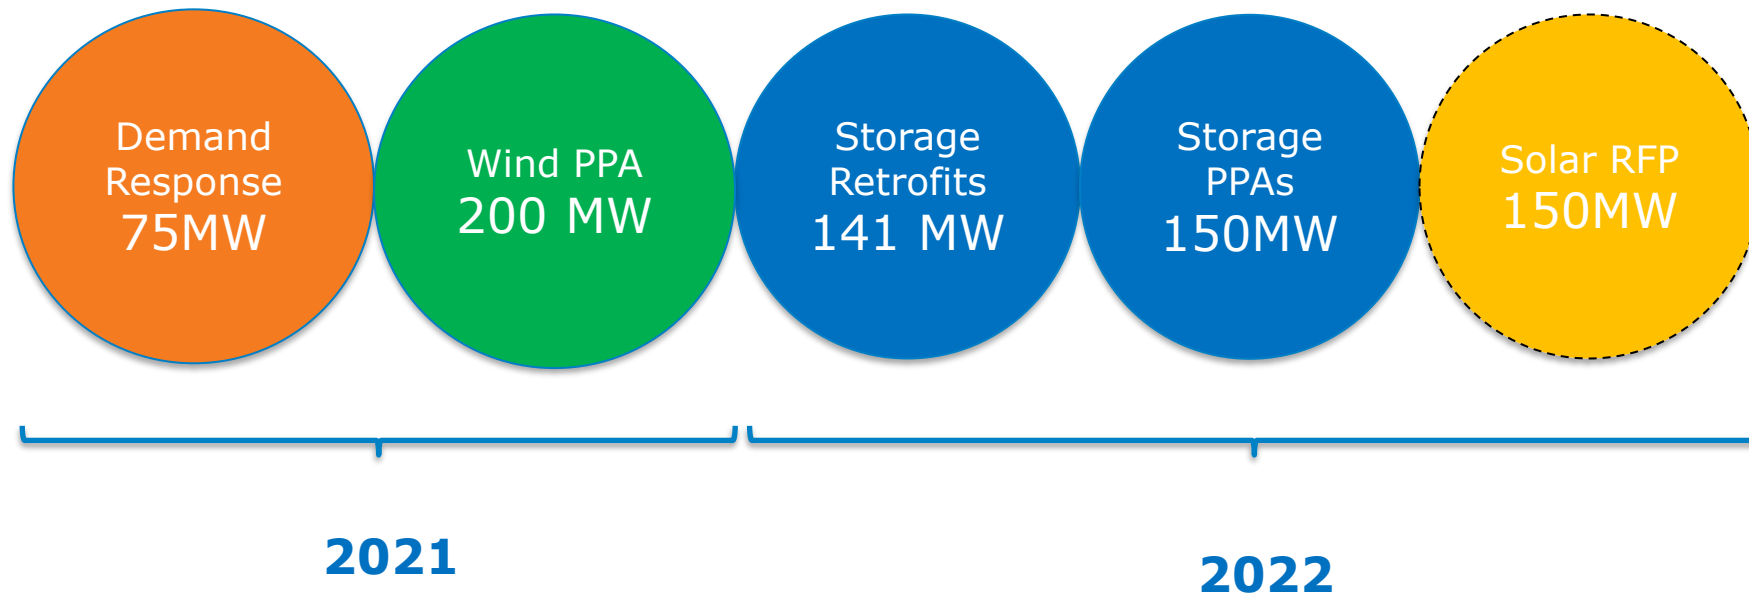 Demand
Response
75MW
Wind PPA
200 MW
Storage
Retrofits
141 MW
Storage
PPAs
150MW
Solar RFP
150MW
2021
2022